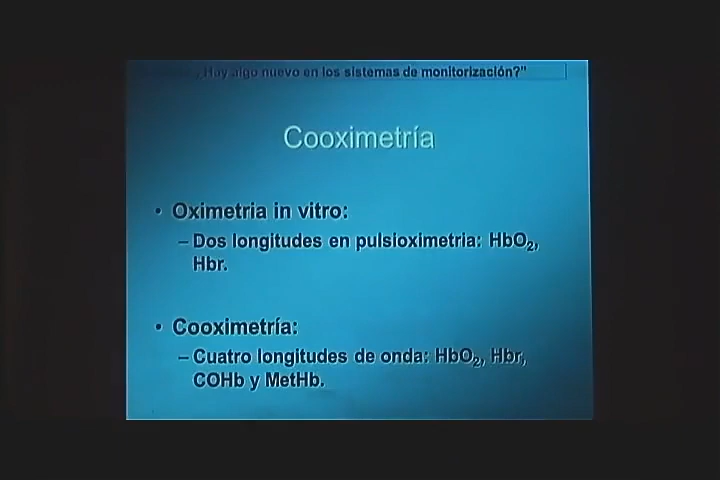 ¿Hay algo nuevo en los sistemas de monitorización?"
Cooximetría
• Oximetria in vitro:
– Dos longitudes en pulsioximetria: HbO₂,
Hbr.
• Cooximetría:
– Cuatro longitudes de onda: HbO₂, Hbr,
COHb y MetHb.